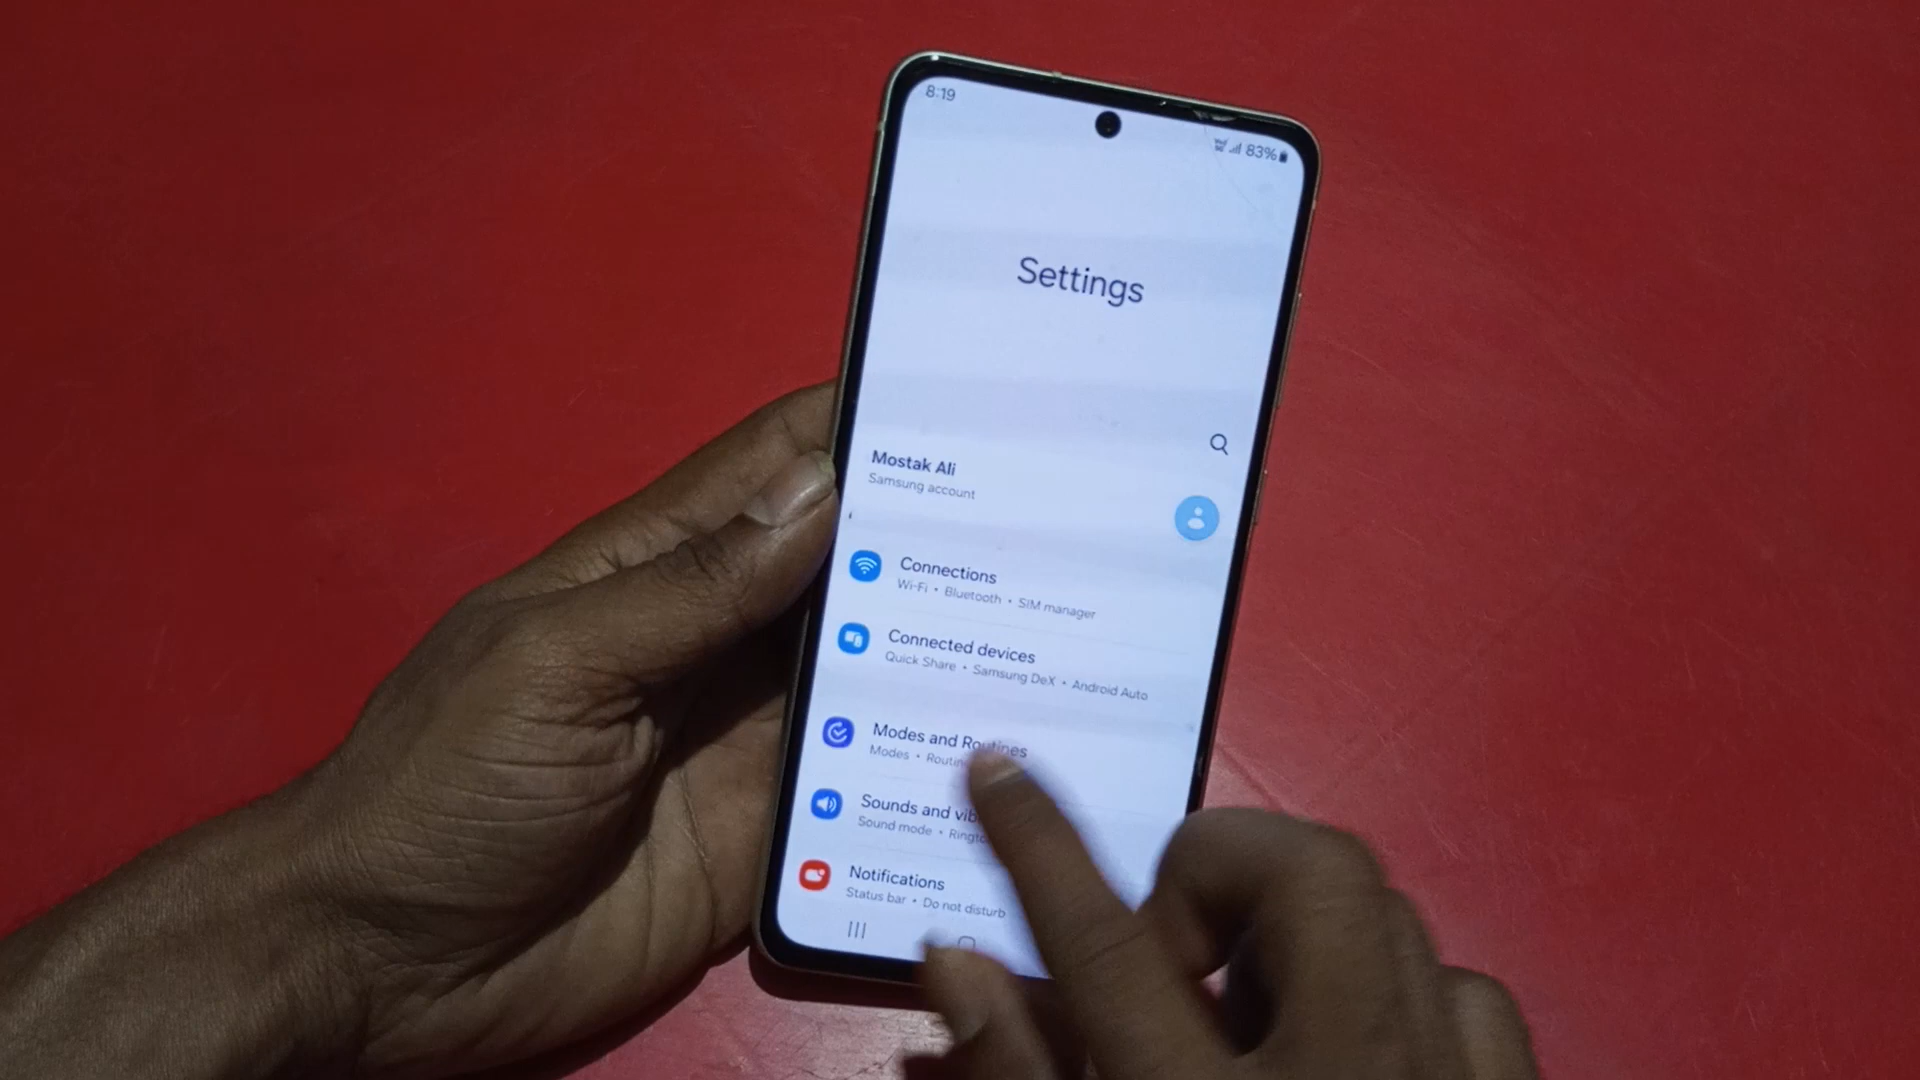 8:19
83%
Settings
Mostak Ali
Samsung account
Connections
Wi-Fi • Bluetooth • SIM manager
Connected devices
Quick Share • Samsung DeX • Android Auto
Modes and Routines
Modes •
Sounds and
Sound mode •
Notifications
Status bar • Do not disturb